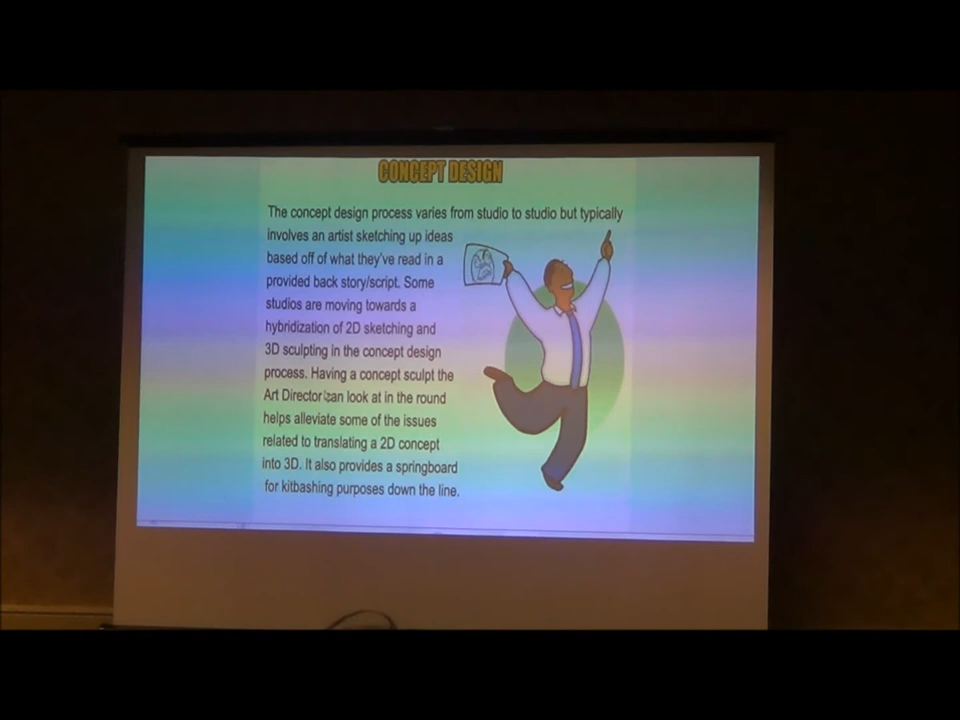 CONCEPT DESIGN
The concept design process varies from studio to studio but typically
involves an artist sketching up ideas
based off of what they've read in a
provided back story/script. Some
studios are moving towards a
hybridization of 2D sketching and
3D sculpting in the concept design
process. Having a concept sculpt the
Art Director can look at in the round
helps alleviate some of the issues
related to translating a 2D concept
into 3D. It also provides a springboard
for kitbashing purposes down the line.